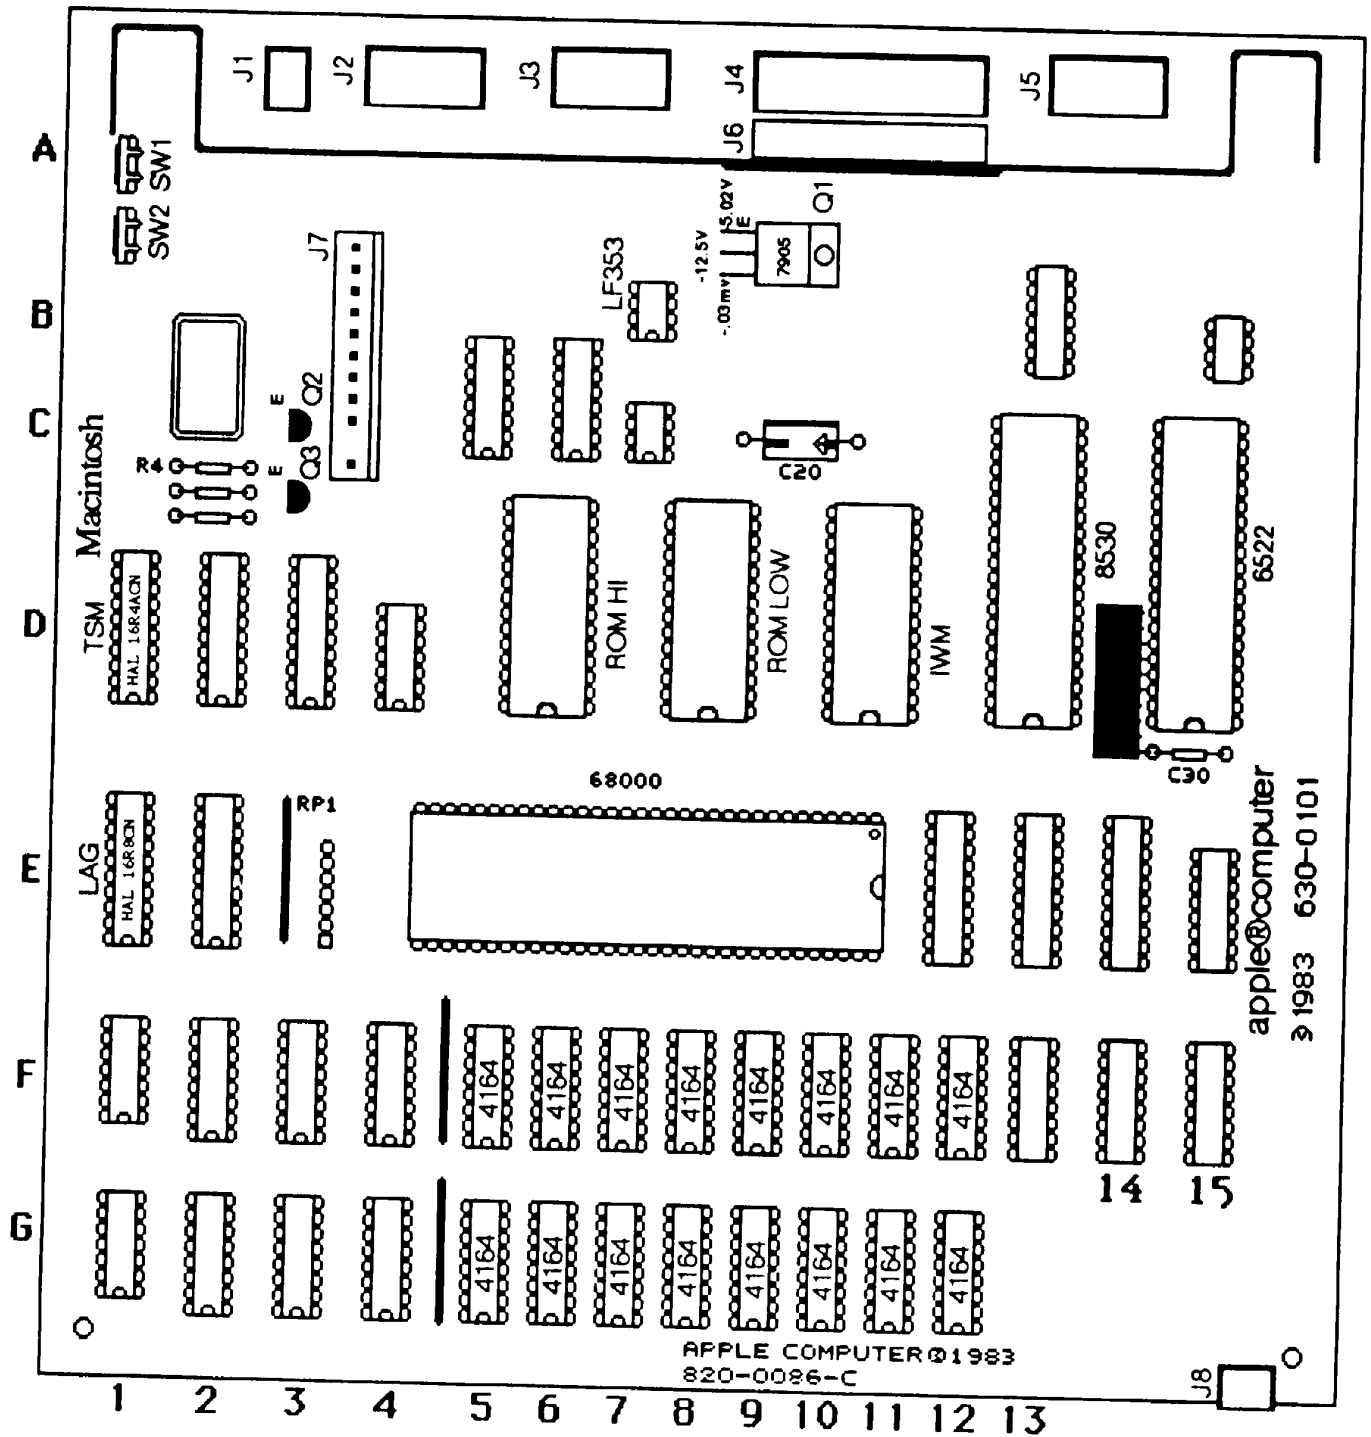 J1
J2
J3
J4
J5
J6
A
SW1
SW2
J7
-5.02V
E
-12.5V
-.03mv
7905
Q1
LF353
B
C
E
Q2
E
Q3
R4
C20
Macintosh
TSM
HAL 16R4ACN
D
ROM HI
ROM LOW
IWM
8530
6522
C30
68000
RP1
E
LAG
HAL 16R8CN
apple®computer
©1983 630-0101
F
4164 4164 4164 4164 4164 4164 4164 4164
14 15
G
4164 4164 4164 4164 4164 4164 4164 4164
APPLE COMPUTER©1983
820-0086-C
J8
1 2 3 4 5 6 7 8 9 10 11 12 13